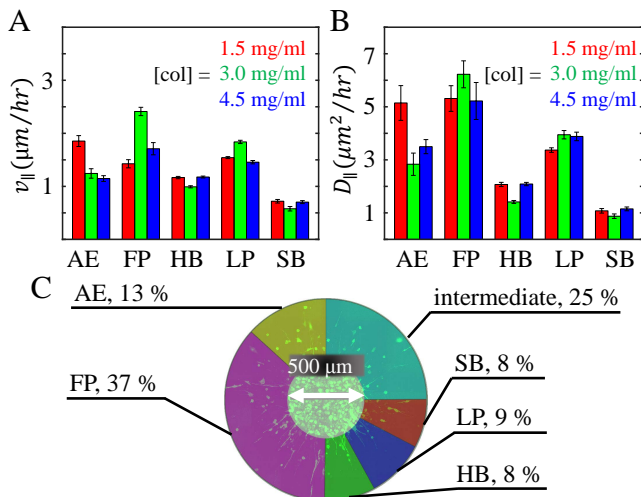 A
B
1.5 mg/ml
[col] = 3.0 mg/ml
4.5 mg/ml
v∥(μm/hr)
3
1
AE FP HB LP SB
1.5 mg/ml
[col] = 3.0 mg/ml
4.5 mg/ml
D∥(μm²/hr)
7
5
3
1
AE FP HB LP SB
C
AE, 13 %
intermediate, 25 %
500 μm
SB, 8 %
FP, 37 %
LP, 9 %
HB, 8 %